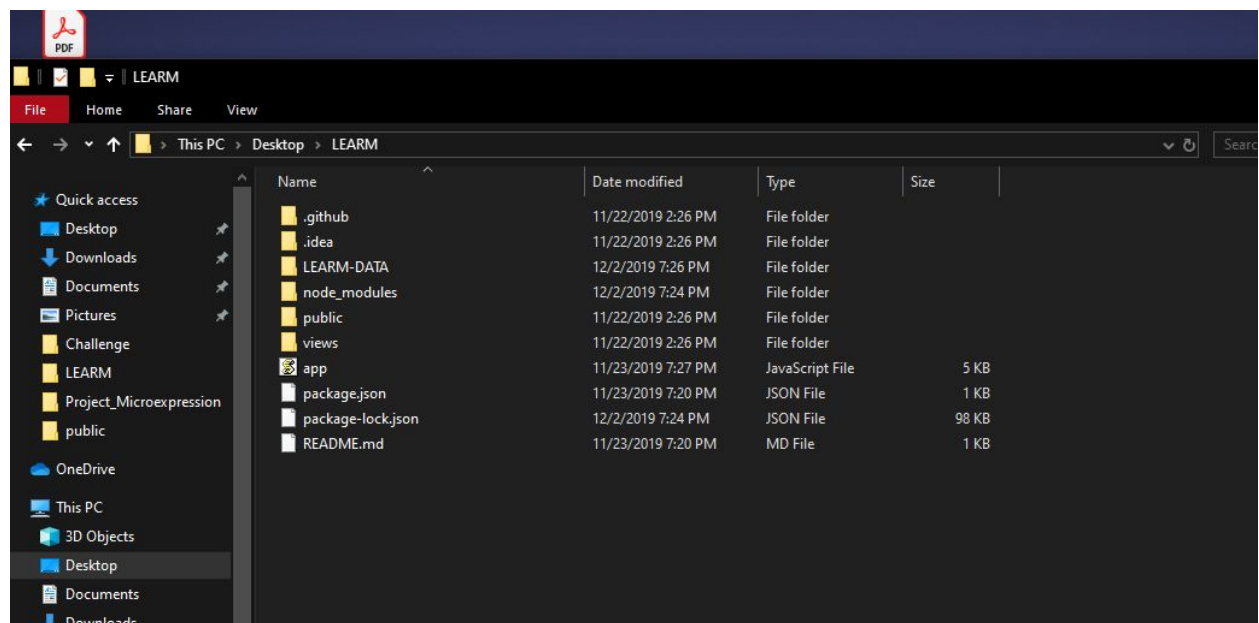 PDF
LEARM
File Home Share View
This PC > Desktop > LEARM
Searc
Name Date modified Type Size
Quick access
Desktop
Downloads
Documents
Pictures
Challenge
LEARM
Project_Microexpression
public
OneDrive
This PC
3D Objects
Desktop
Documents
Downloads
.github 11/22/2019 2:26 PM File folder
.idea 11/22/2019 2:26 PM File folder
LEARM-DATA 12/2/2019 7:26 PM File folder
node_modules 12/2/2019 7:24 PM File folder
public 11/22/2019 2:26 PM File folder
views 11/22/2019 2:26 PM File folder
app 11/23/2019 7:27 PM JavaScript File 5 KB
package.json 11/23/2019 7:20 PM JSON File 1 KB
package-lock.json 12/2/2019 7:24 PM JSON File 98 KB
README.md 11/23/2019 7:20 PM MD File 1 KB